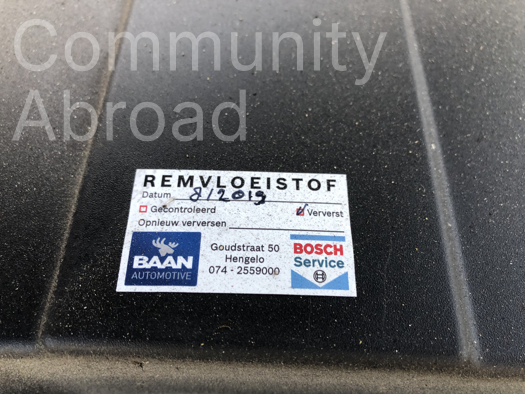 Community
Abroad
REMVLOEISTOF
Datum 8/2019
Gecontroleerd Ververst
Opnieuw verversen
BAAN
AUTOMOTIVE
Goudstraat 50
Hengelo
074 - 2559000
BOSCH
Service